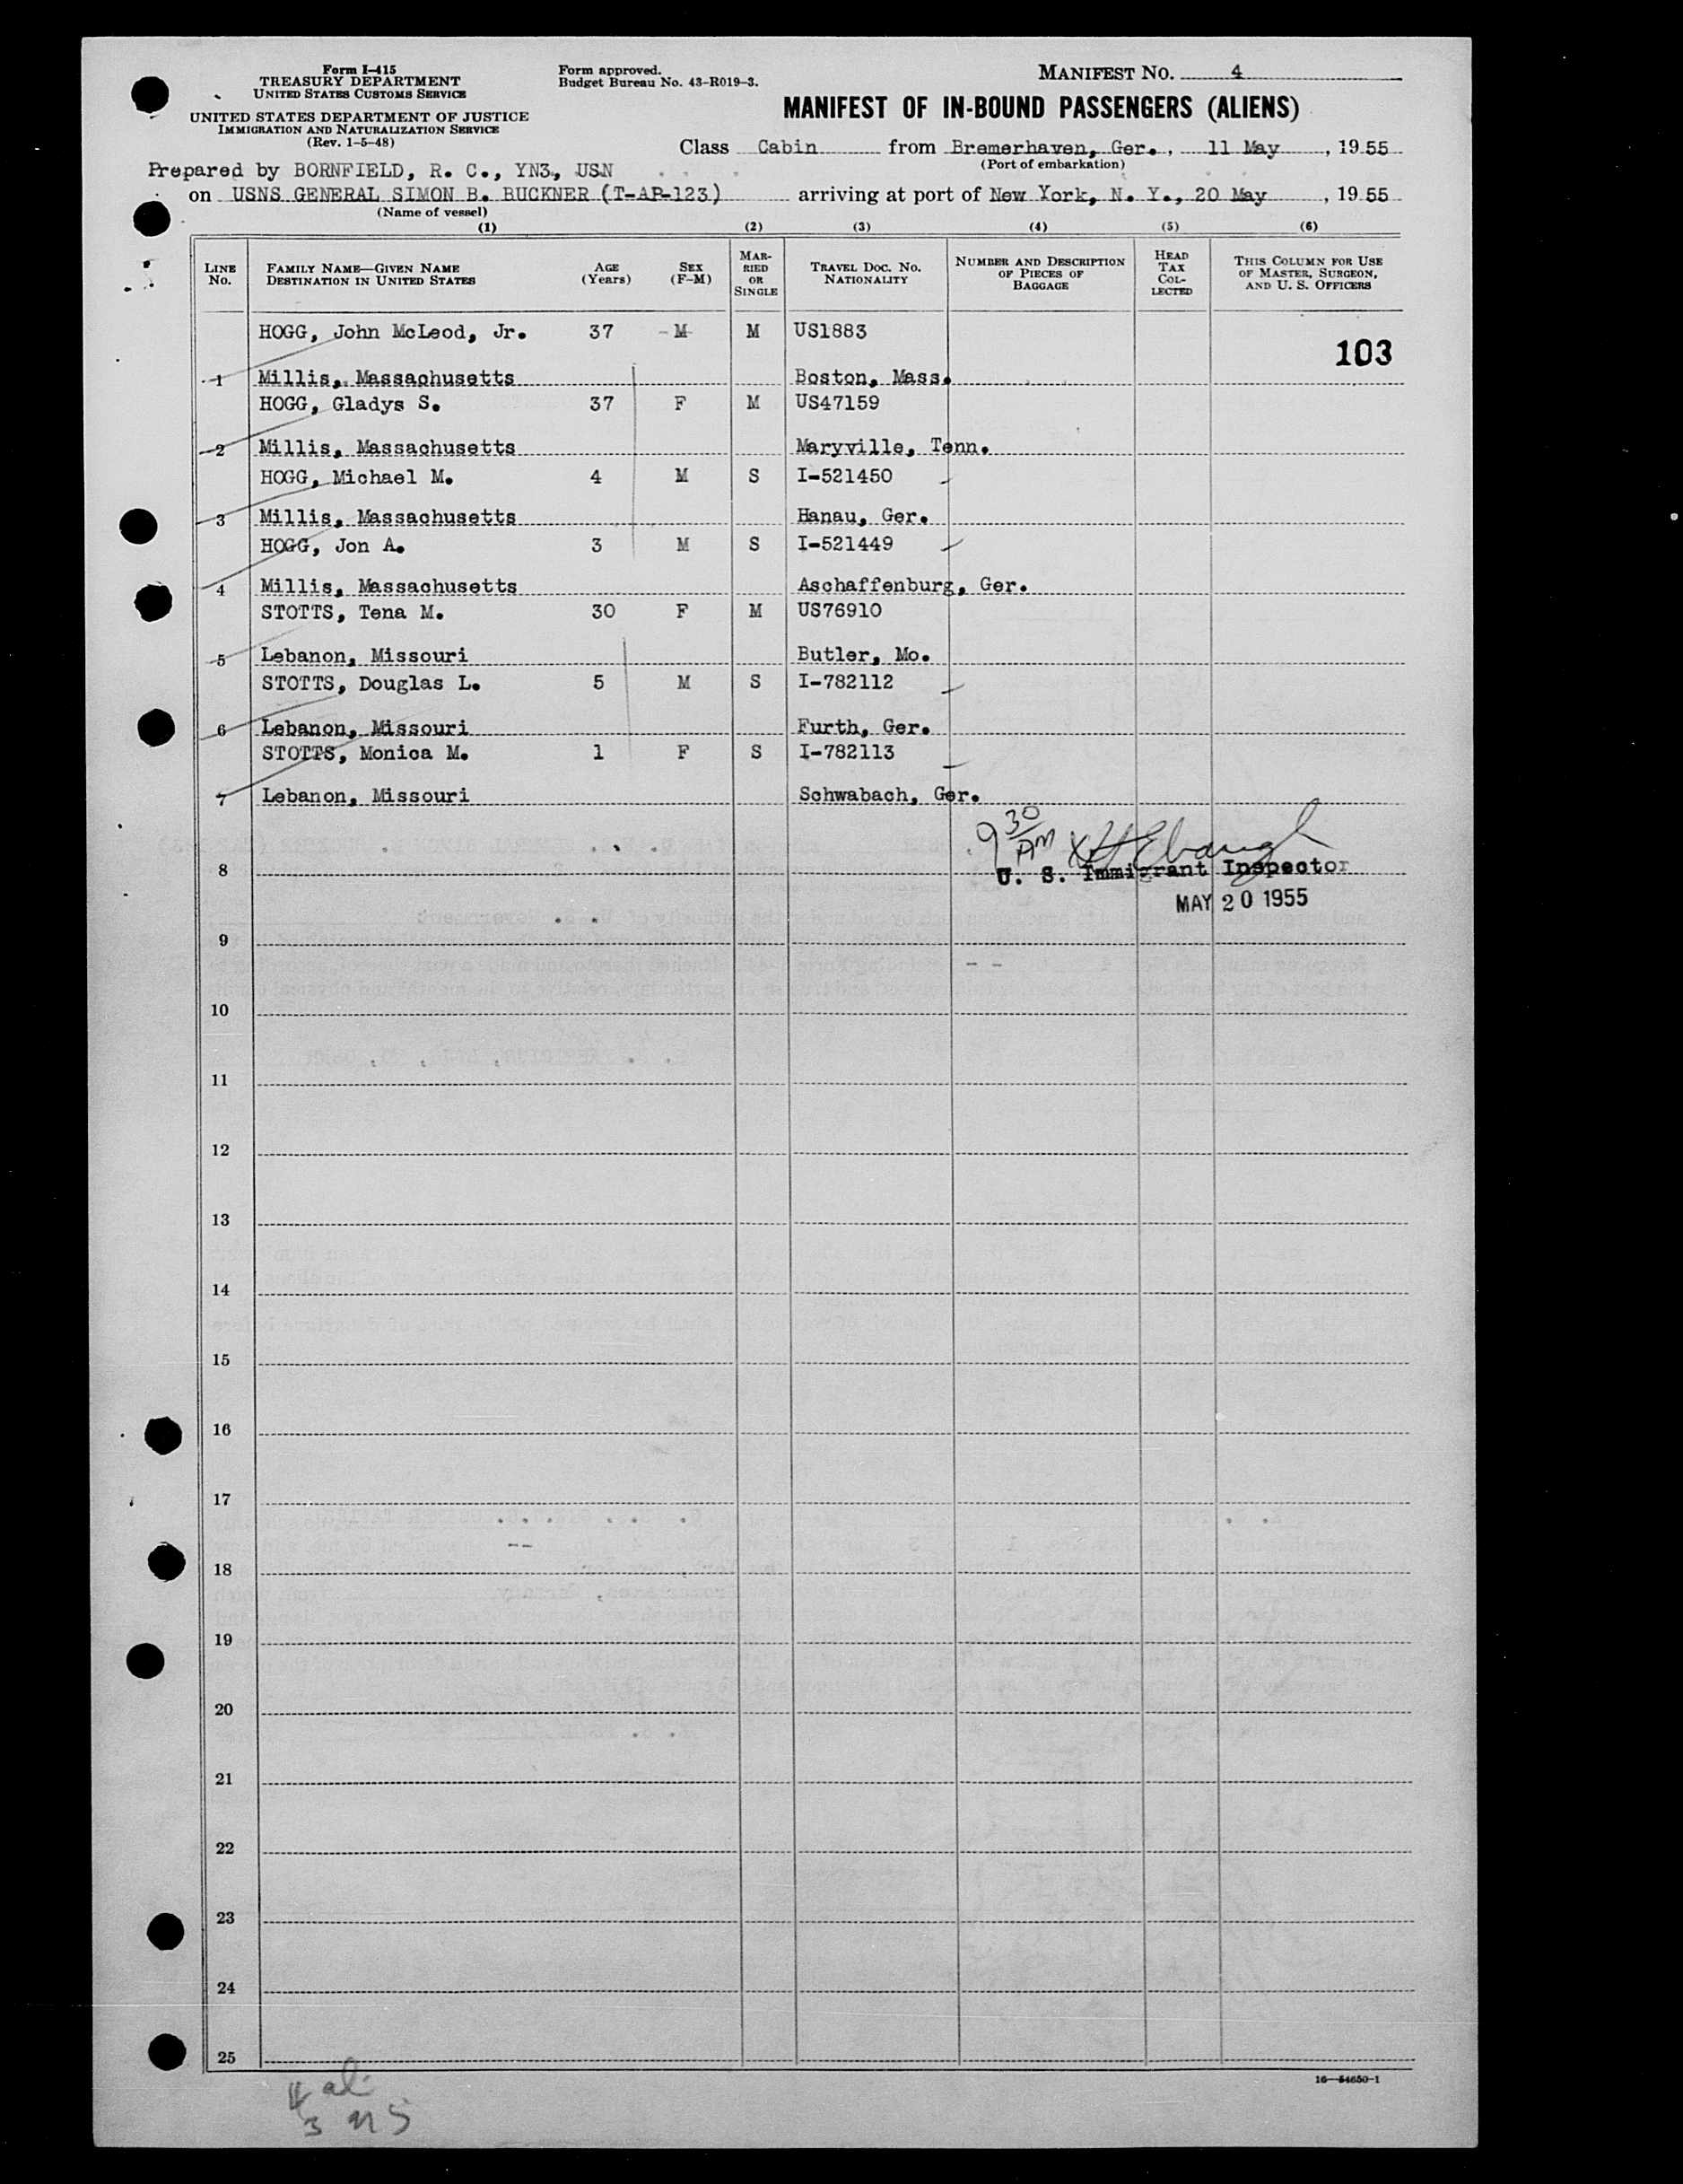 Form I-415
TREASURY DEPARTMENT
UNITED STATES CUSTOMS SERVICE
UNITED STATES DEPARTMENT OF JUSTICE
IMMIGRATION AND NATURALIZATION SERVICE
(Rev. 1-5-48)
Form approved.
Budget Bureau No. 43-R019-3.
MANIFEST NO. 4
MANIFEST OF IN-BOUND PASSENGERS (ALIENS)
Class Cabin from Bremerhaven, Ger., 11 May, 1955
(Port of embarkation)
Prepared by BORNFIELD, R. C., YN3, USN
on USNS GENERAL SIMON B. BUCKNER (T-AP-123) arriving at port of New York, N. Y., 20 May, 1955
(Name of vessel)
(1) (2) (3) (4) (5) (6)
LINE NO. FAMILY NAME—GIVEN NAME DESTINATION IN UNITED STATES AGE (Years) SEX (F-M) MARRIED OR SINGLE TRAVEL DOC. NO. NATIONALITY NUMBER AND DESCRIPTION OF PIECES OF BAGGAGE HEAD TAX COLLECTED THIS COLUMN FOR USE OF MASTER, SURGEON, AND U. S. OFFICERS
HOGG, John McLeod, Jr. 37 M M US1883
103
1 Millis, Massachusetts Boston, Mass.
HOGG, Gladys S. 37 F M US47159
2 Millis, Massachusetts Maryville, Tenn.
HOGG, Michael M. 4 M S I-521450
3 Millis, Massachusetts Hanau, Ger.
HOGG, Jon A. 3 M S I-521449
4 Millis, Massachusetts Aschaffenburg, Ger.
STOTTS, Tena M. 30 F M US76910
5 Lebanon, Missouri Butler, Mo.
STOTTS, Douglas L. 5 M S I-782112
6 Lebanon, Missouri Furth, Ger.
STOTTS, Monica M. 1 F S I-782113
7 Lebanon, Missouri Schwabach, Ger.
9 30 AM
8 U. S. Immigrant Inspector
MAY 20 1955
9
10
11
12
13
14
15
16
17
18
19
20
21
22
23
24
25
16—54650-1